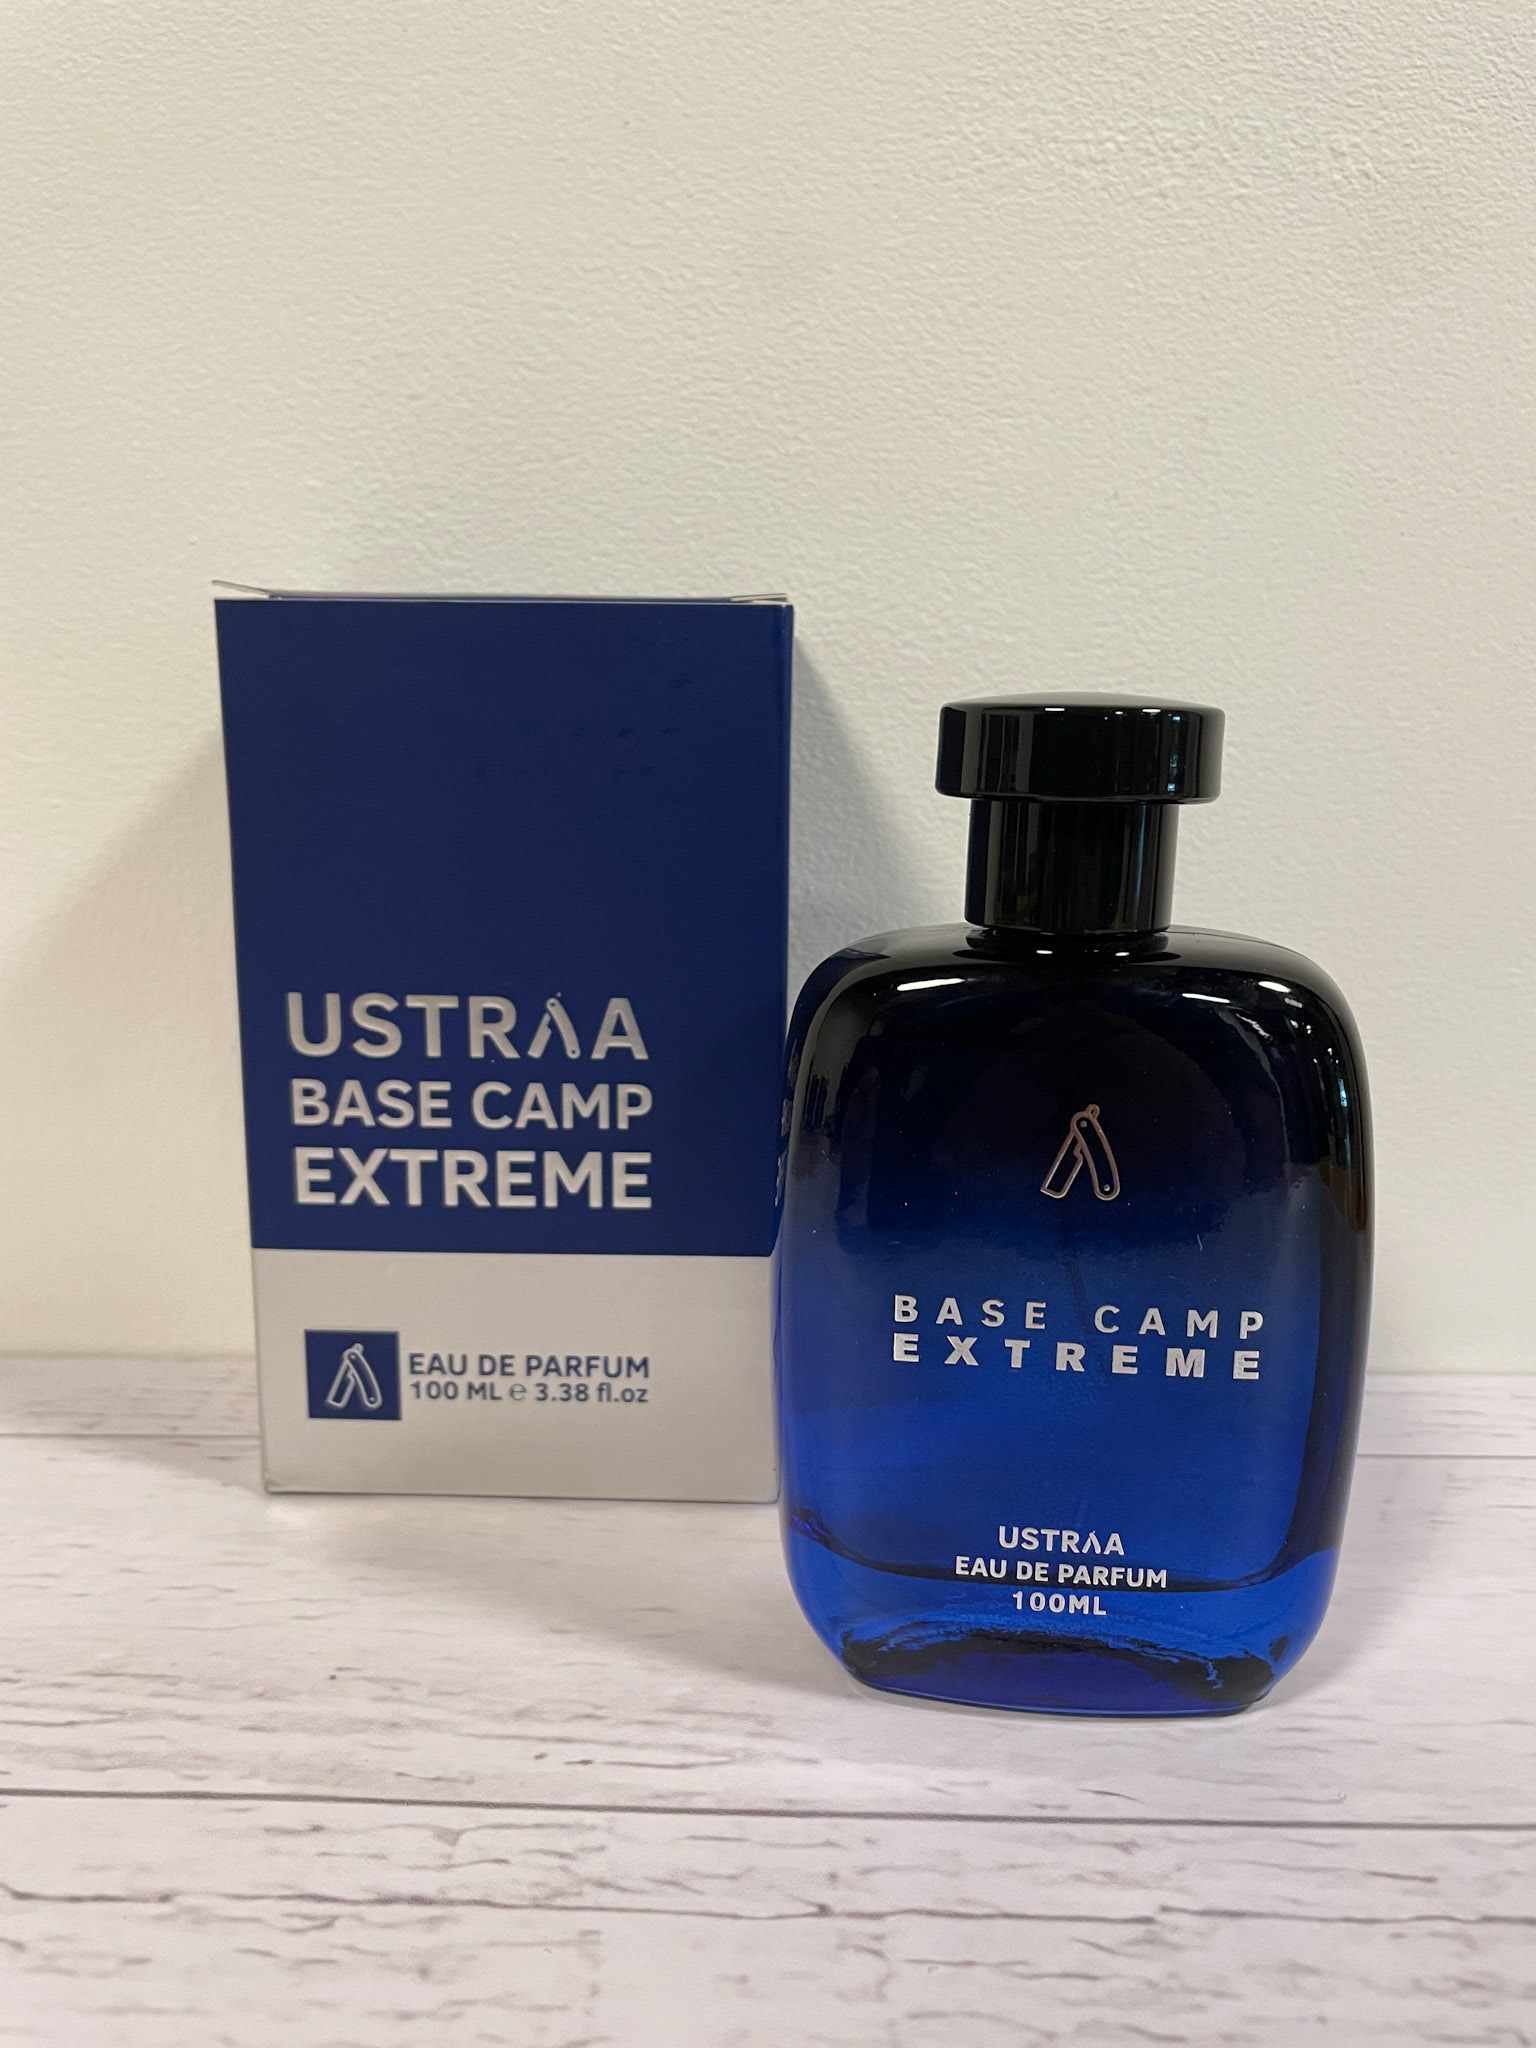 USTRAA
BASE CAMP
EXTREME
EAU DE PARFUM
100 ML ℮ 3.38 fl.oz
BASE CAMP
EXTREME
USTRAA
EAU DE PARFUM
100ML